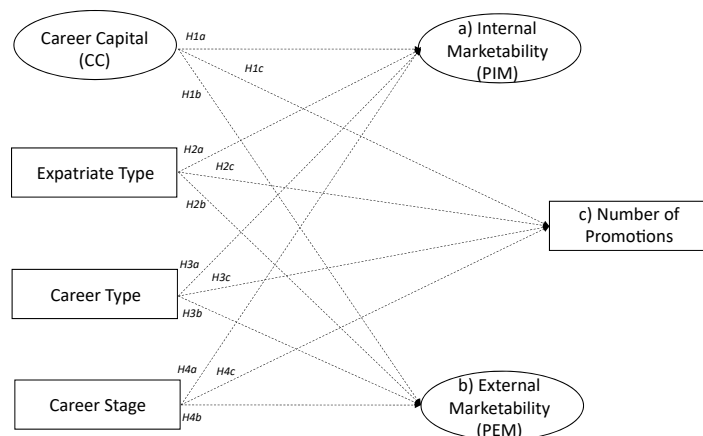 Career Capital
(CC)
H1a
H1c
H1b
a) Internal
Marketability
(PIM)
Expatriate Type
H2a
H2c
H2b
c) Number of
Promotions
Career Type
H3a
H3c
H3b
Career Stage
H4a
H4c
H4b
b) External
Marketability
(PEM)